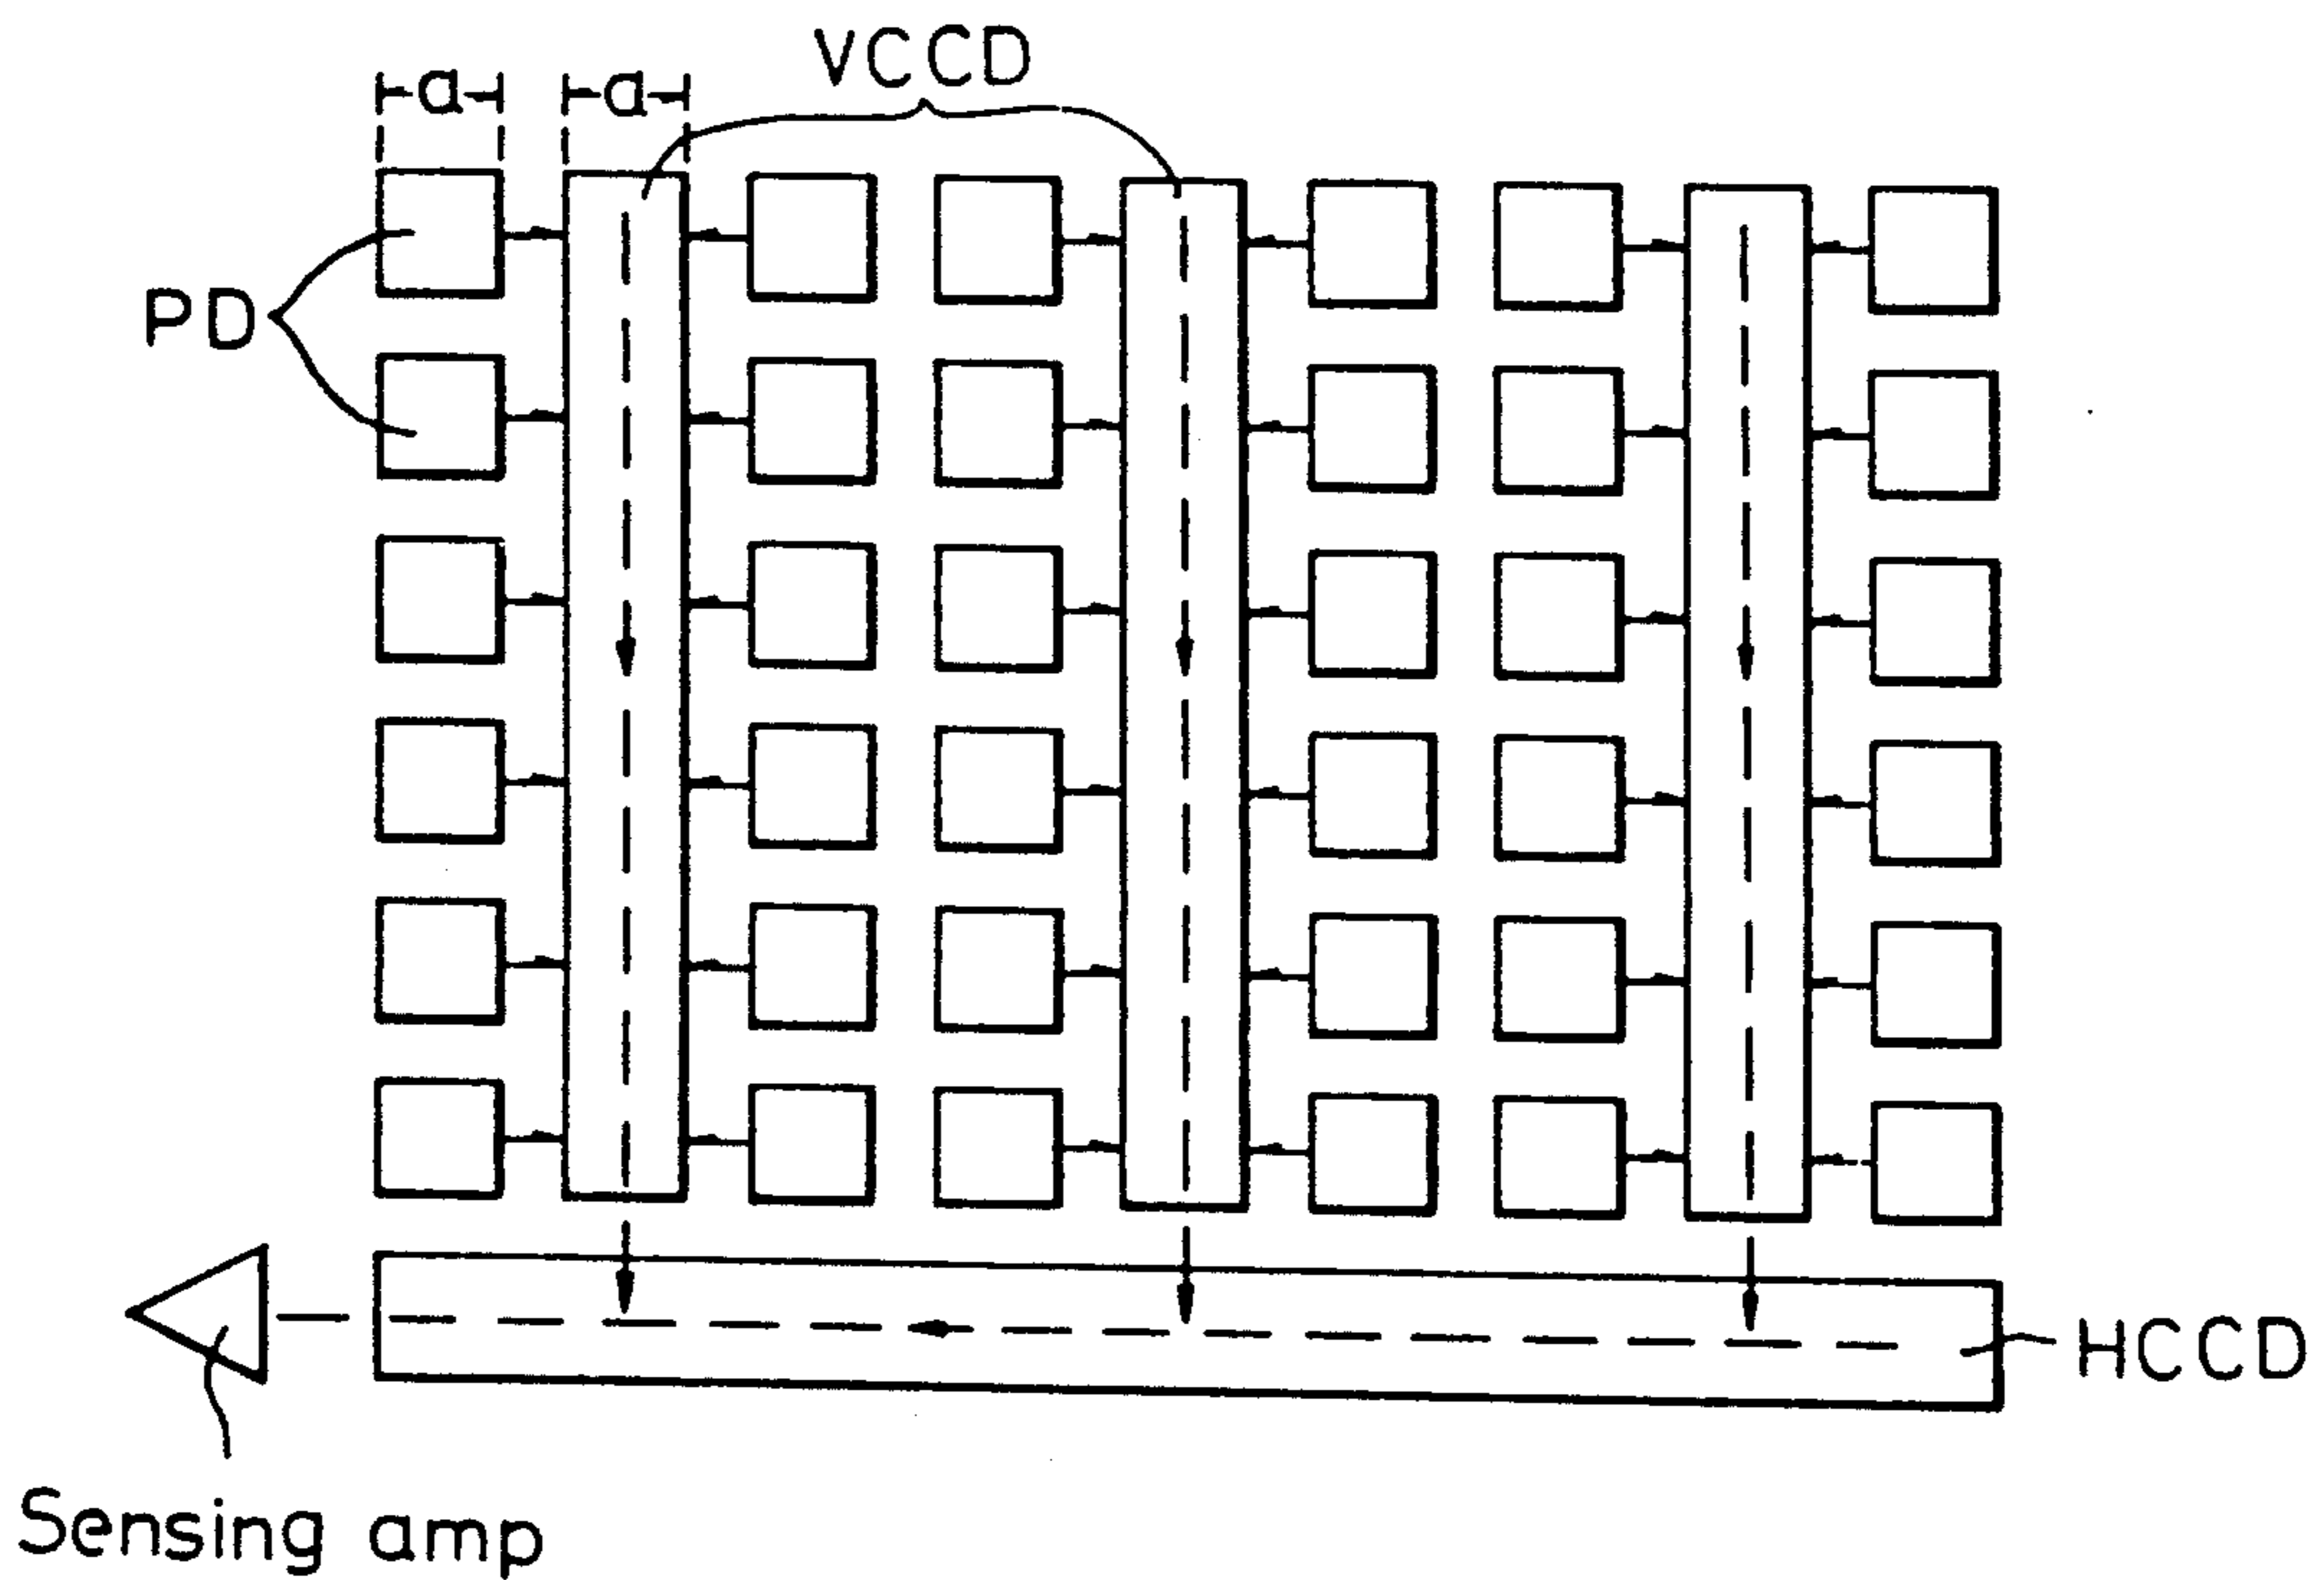 VCCD
a
a
PD
HCCD
Sensing amp